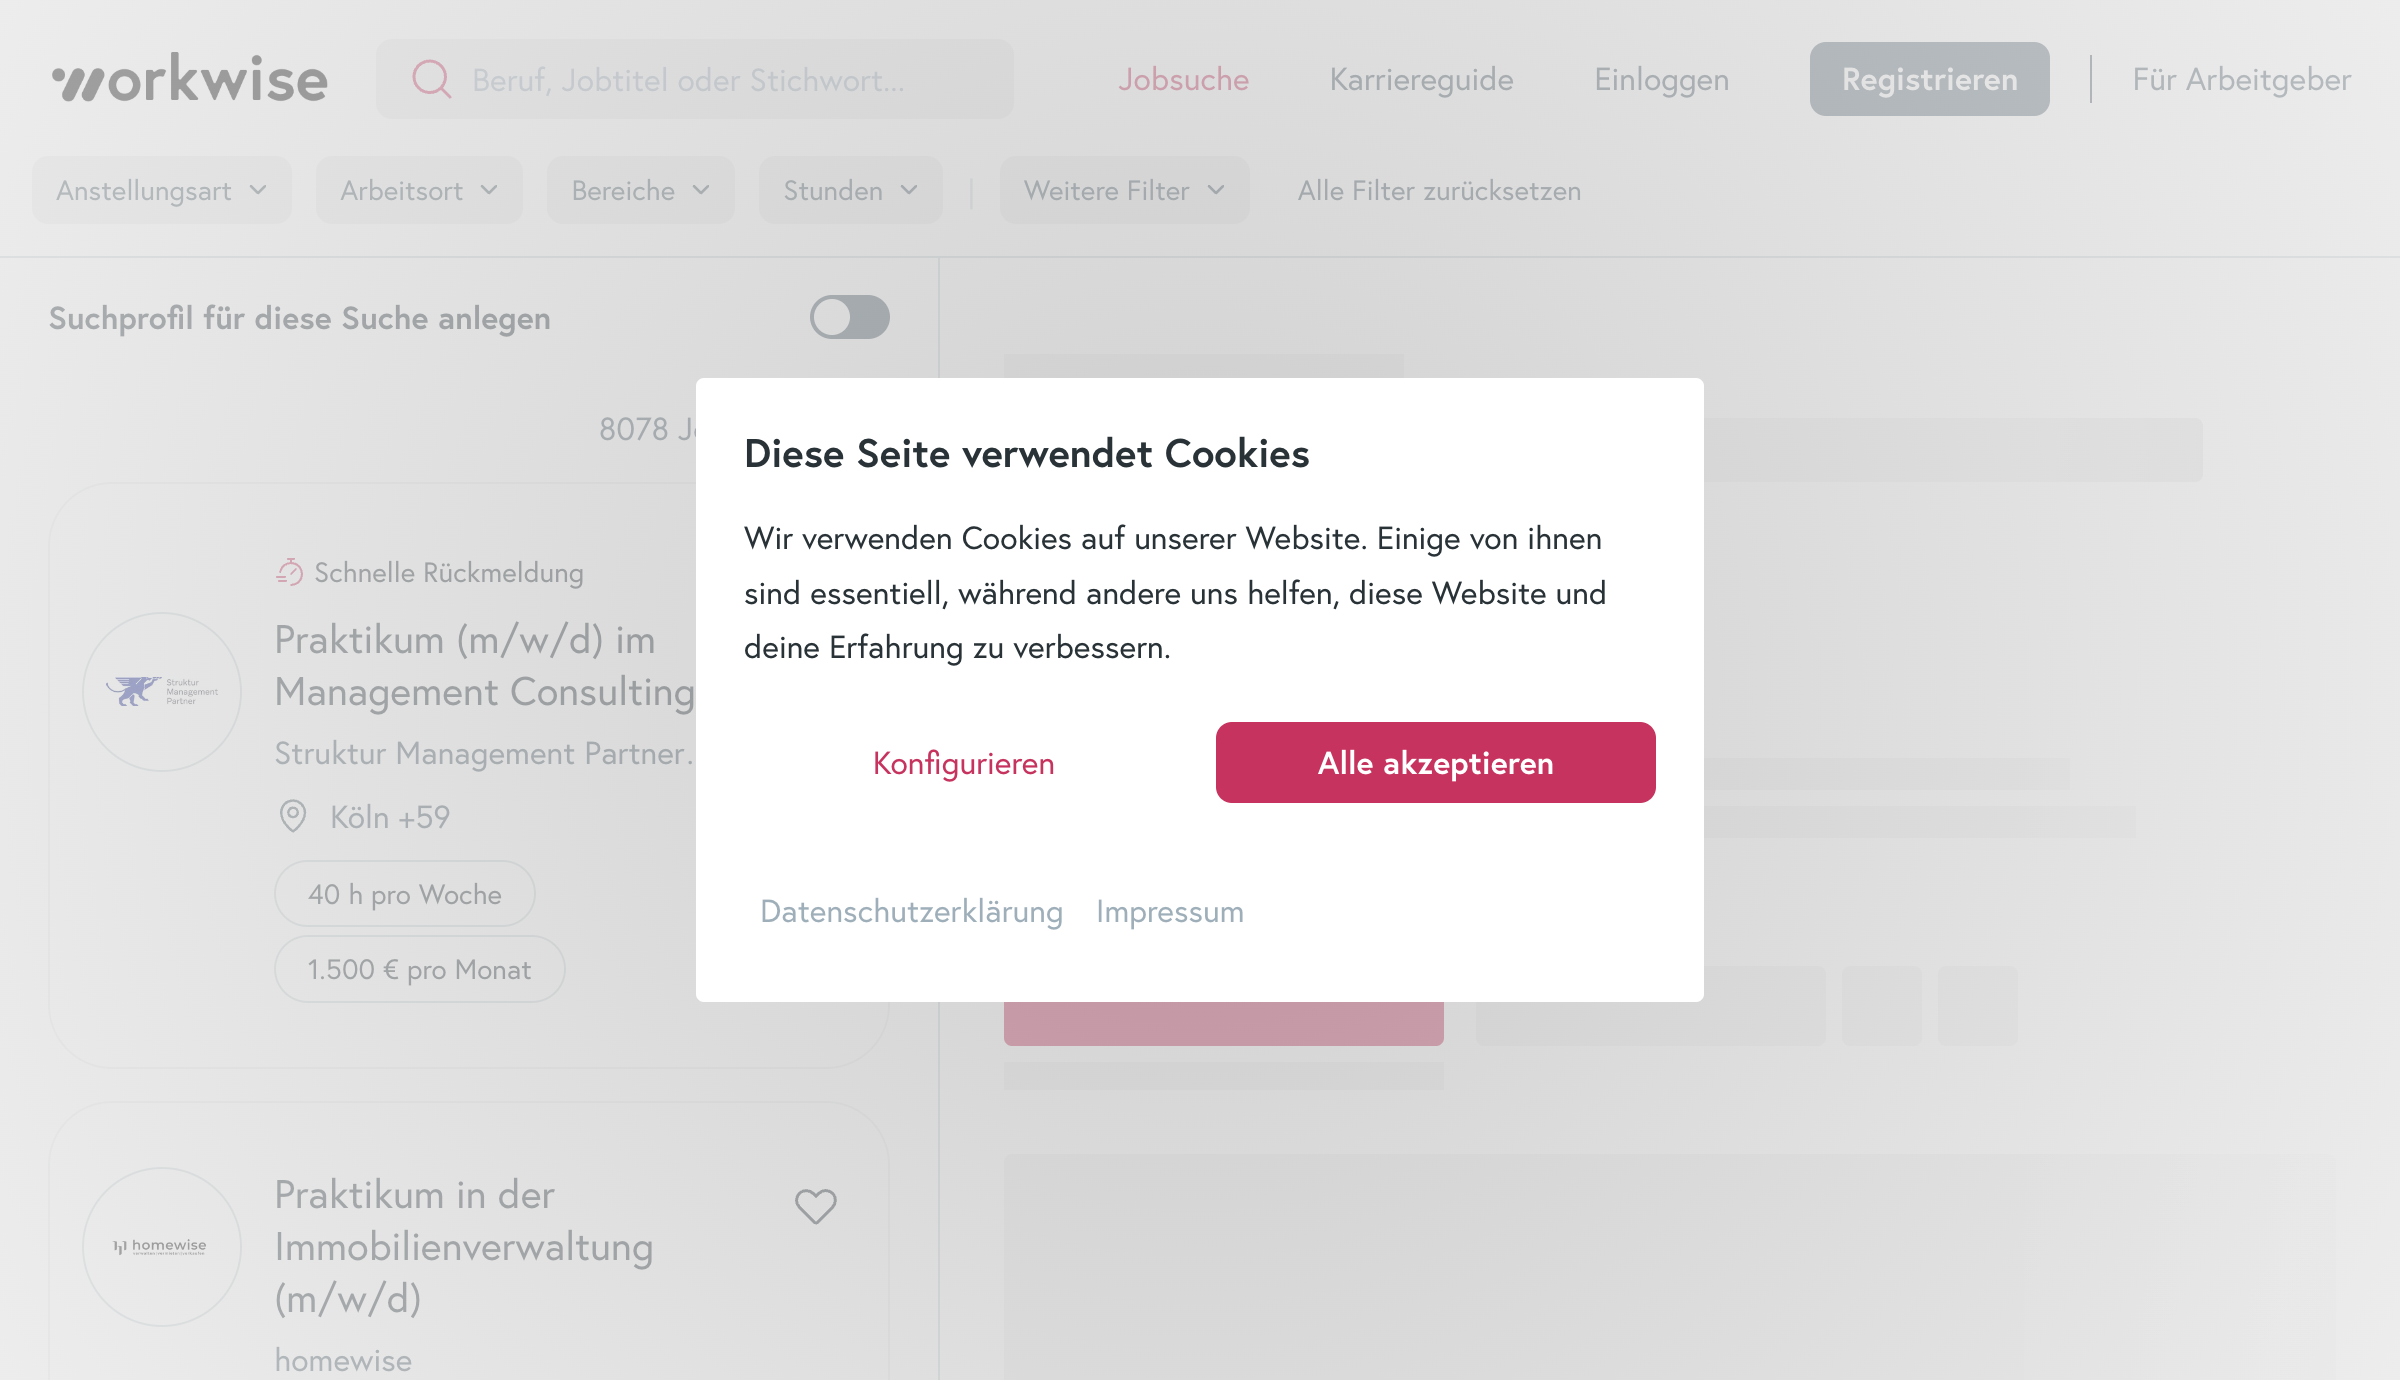 workwise
Beruf, Jobtitel oder Stichwort...
Jobsuche
Karriereguide
Einloggen
Registrieren
Für Arbeitgeber
Anstellungsart
Arbeitsort
Bereiche
Stunden
Weitere Filter
Alle Filter zurücksetzen
Suchprofil für diese Suche anlegen
8078
Schnelle Rückmeldung
Struktur
Management
Partner
Praktikum (m/w/d) im
Management Consulting
Struktur Management Partner.
Köln +59
40 h pro Woche
1.500 € pro Monat
homewise
Praktikum in der
Immobilienverwaltung
(m/w/d)
homewise
Diese Seite verwendet Cookies
Wir verwenden Cookies auf unserer Website. Einige von ihnen
sind essentiell, während andere uns helfen, diese Website und
deine Erfahrung zu verbessern.
Konfigurieren
Alle akzeptieren
Datenschutzerklärung
Impressum